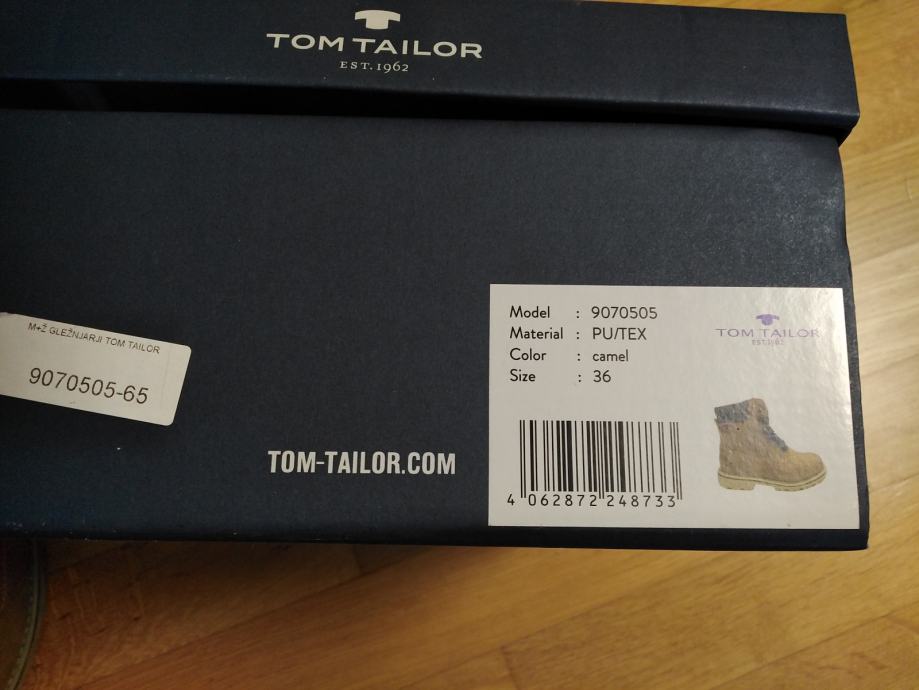 TOM TAILOR
EST. 1962
M+Ž GLEŽNJARJI TOM TAILOR
9070505-65
TOM-TAILOR.COM
Model : 9070505
Material : PU/TEX
Color : camel
Size : 36
TOM TAILOR
EST. 1962
4 062872 248733